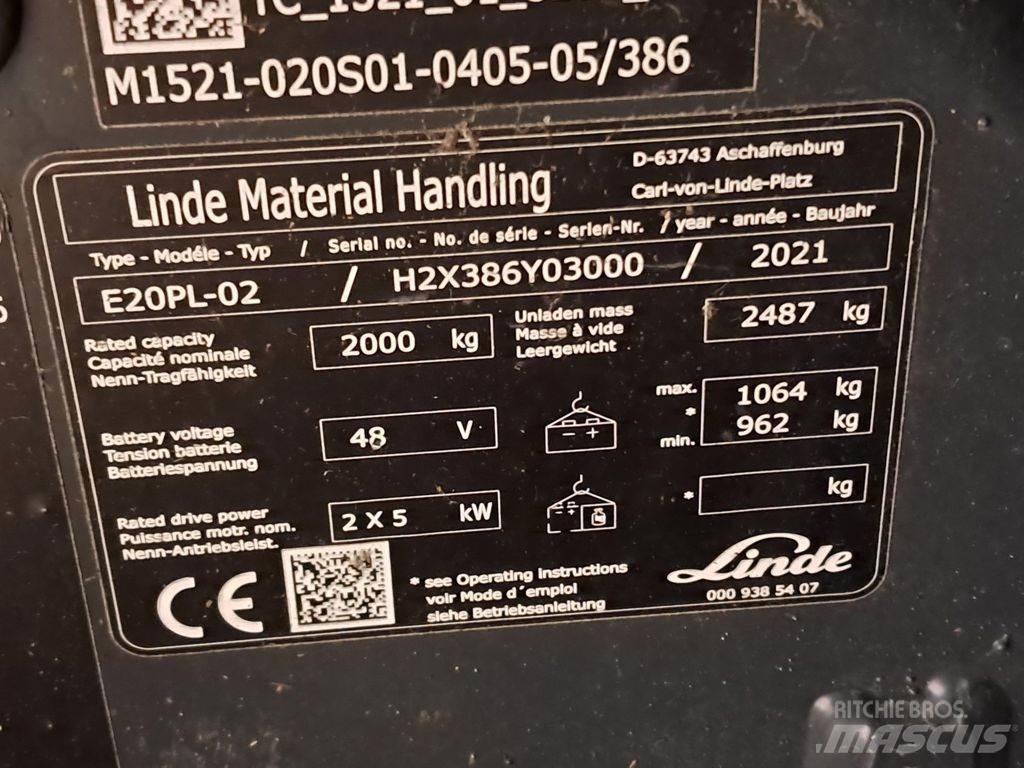 M1521-020S01-0405-05/386
Linde Material Handling
D-63743 Aschaffenburg
Carl-von-Linde-Platz
Type - Modéle - Typ / Serial no. - No. de série - Serien-Nr. / year - année - Baujahr
E20PL-02 / H2X386Y03000 / 2021
Rated capacity
Capacité nominale
Nenn-Tragfähigkeit
2000 kg
Unladen mass
Masse à vide
Leergewicht
2487 kg
Battery voltage
Tension batterie
Batteriespannung
48 V
- +
max. 1064 kg
*
min. 962 kg
Rated drive power
Puissance motr. nom.
Nenn-Antriebsleist.
2 X 5 kW
* kg
CE
* see Operating instructions
voir Mode d´emploi
siehe Betriebsanleitung
Linde
000 938 54 07
RITCHIE BROS.
MASCUS